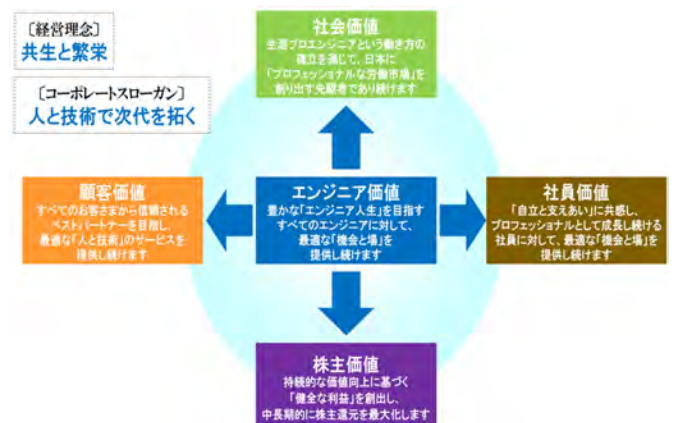 〔経営理念〕
共生と繁栄
〔コーポレートスローガン〕
人と技術で次代を拓く
社会価値
生涯プロエンジニアという働き方の
確立を通じて、日本に
「プロフェッショナルな労働市場」を
創り出す先駆者であり続けます
顧客価値
すべてのお客さまから信頼される
ベストパートナーを目指し、
最適な「人と技術」のサービスを
提供し続けます
エンジニア価値
豊かな「エンジニア人生」を目指す
すべてのエンジニアに対して、
最適な「機会と場」を
提供し続けます
社員価値
「自立と支えあい」に共感し、
プロフェッショナルとして成長し続ける
社員に対して、最適な「機会と場」を
提供し続けます
株主価値
持続的な価値向上に基づく
「健全な利益」を創出し、
中長期的に株主還元を最大化します